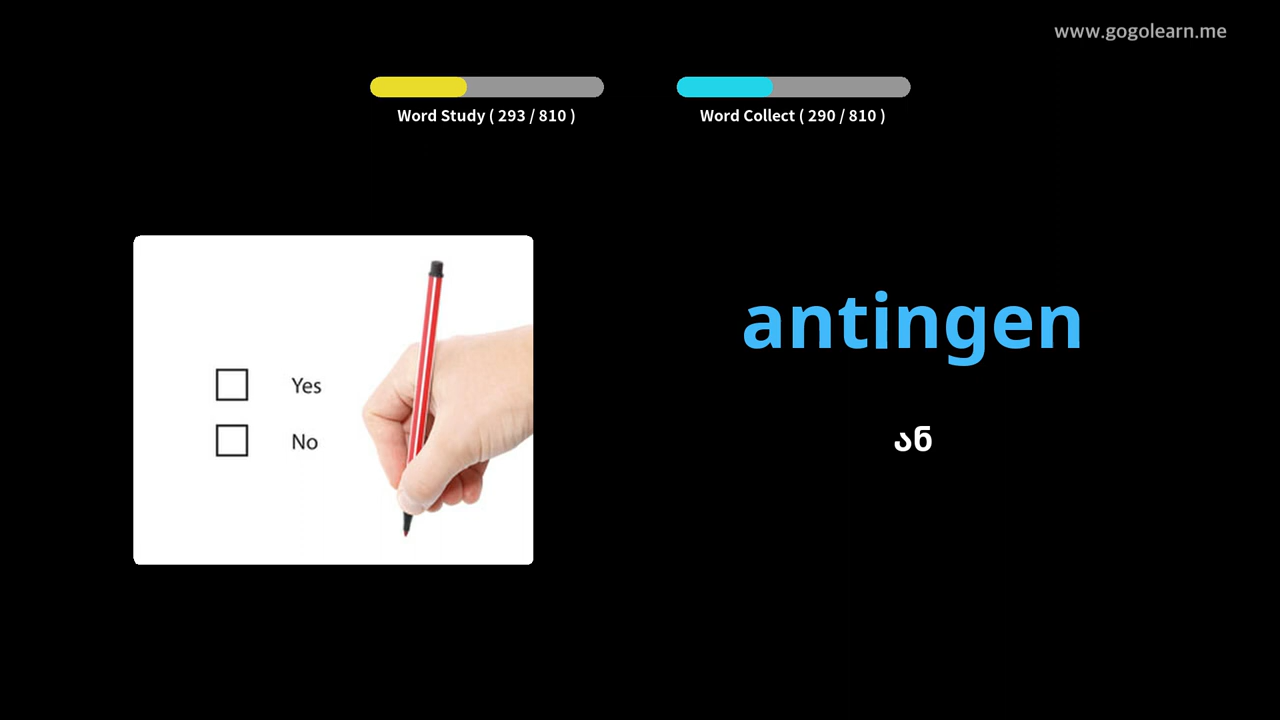 www.gogolearn.me
Word Study ( 293 / 810 )
Word Collect ( 290 / 810 )
Yes
No
antingen
ან